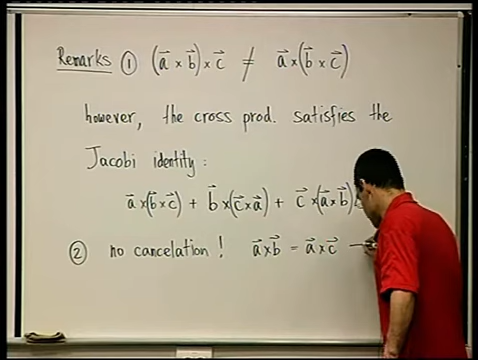 Remarks ① (a⃗ × b⃗) × c⃗ ≠ a⃗ × (b⃗ × c⃗)
however, the cross prod. satisfies the
Jacobi identity:
a⃗ × (b⃗ × c⃗) + b⃗ × (c⃗ × a⃗) + c⃗ × (a⃗ × b⃗)
② no cancelation! a⃗ × b⃗ = a⃗ × c⃗